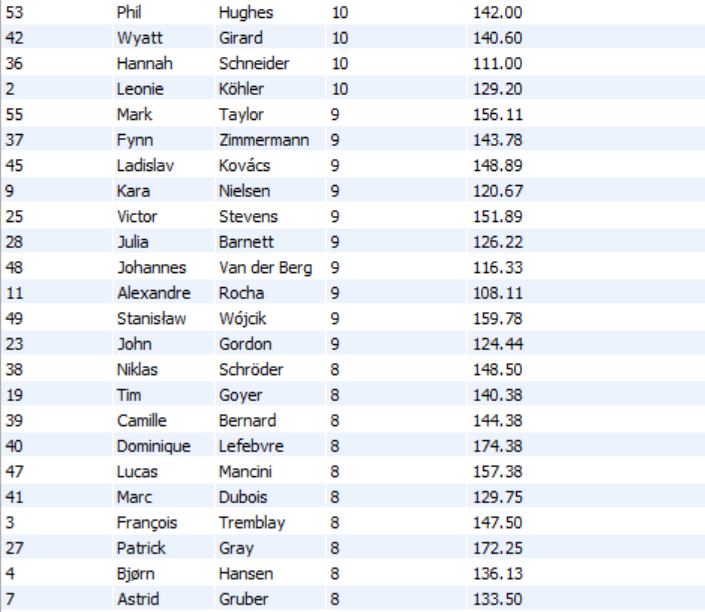 53 Phil Hughes 10 142.00
42 Wyatt Girard 10 140.60
36 Hannah Schneider 10 111.00
2 Leonie Köhler 10 129.20
55 Mark Taylor 9 156.11
37 Fynn Zimmermann 9 143.78
45 Ladislav Kovács 9 148.89
9 Kara Nielsen 9 120.67
25 Victor Stevens 9 151.89
28 Julia Barnett 9 126.22
48 Johannes Van der Berg 9 116.33
11 Alexandre Rocha 9 108.11
49 Stanisław Wójcik 9 159.78
23 John Gordon 9 124.44
38 Niklas Schröder 8 148.50
19 Tim Goyer 8 140.38
39 Camille Bernard 8 144.38
40 Dominique Lefebvre 8 174.38
47 Lucas Mancini 8 157.38
41 Marc Dubois 8 129.75
3 François Tremblay 8 147.50
27 Patrick Gray 8 172.25
4 Bjørn Hansen 8 136.13
7 Astrid Gruber 8 133.50